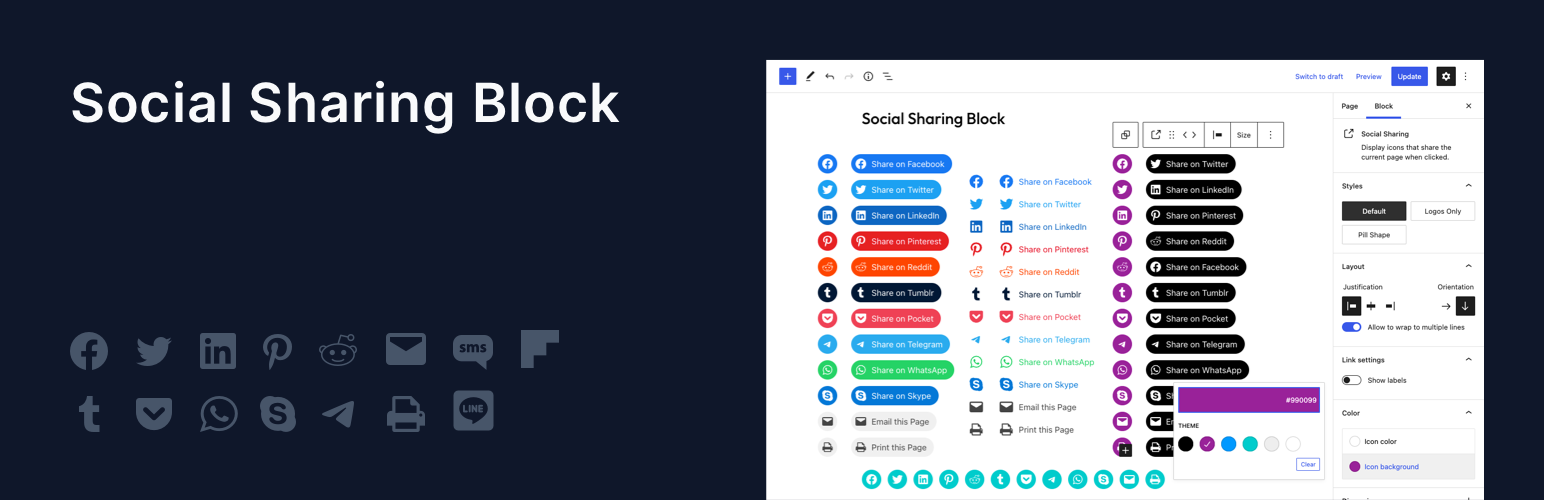 Social Sharing Block
sms
LINE
Switch to draft
Preview
Update
Social Sharing Block
Size
Share on Facebook
Share on Twitter
Share on LinkedIn
Share on Pinterest
Share on Reddit
Share on Tumblr
Share on Pocket
Share on Telegram
Share on WhatsApp
Share on Skype
Email this Page
Print this Page
Share on Facebook
Share on Twitter
Share on LinkedIn
Share on Pinterest
Share on Reddit
Share on Tumblr
Share on Pocket
Share on Telegram
Share on WhatsApp
Share on Skype
Email this Page
Print this Page
Share on Twitter
Share on LinkedIn
Share on Pinterest
Share on Reddit
Share on Facebook
Share on Tumblr
Share on Pocket
Share on Telegram
Share on WhatsApp
#990099
THEME
Clear
Page
Block
Social Sharing
Display icons that share the
current page when clicked.
Styles
Default
Logos Only
Pill Shape
Layout
Justification
Orientation
Allow to wrap to multiple lines
Link settings
Show labels
Color
Icon color
Icon background